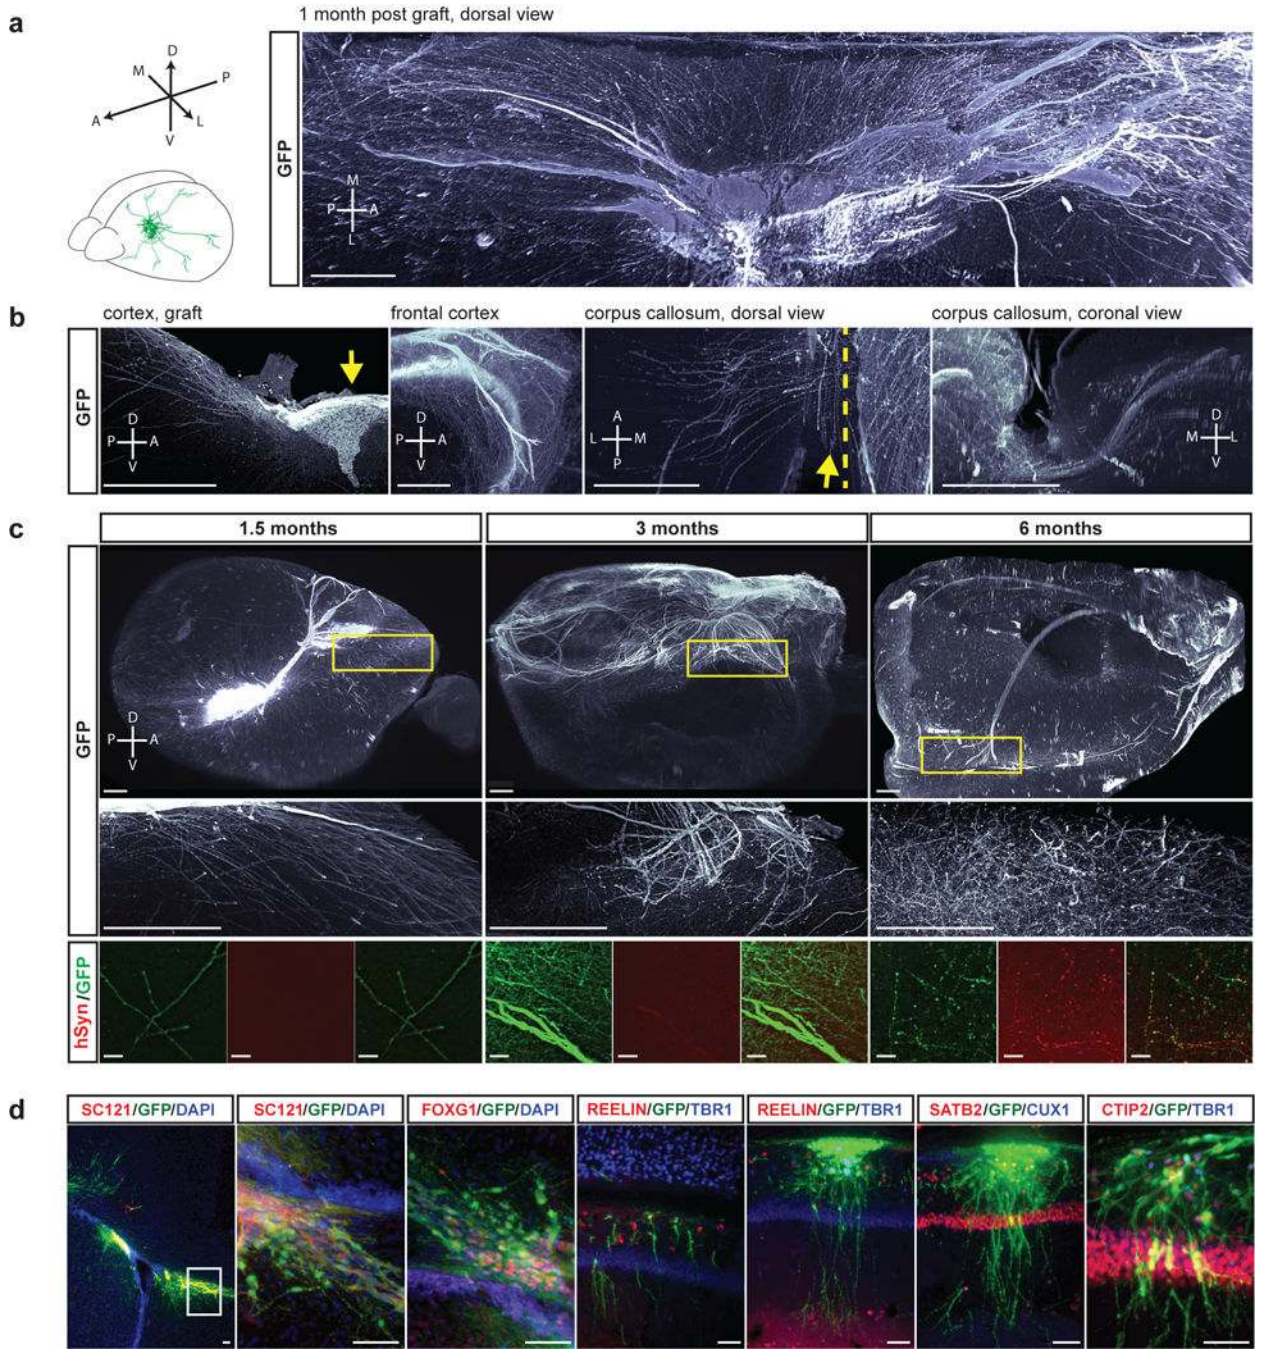 a
1 month post graft, dorsal view
D
M
P
A
L
V
GFP
M
P
A
L
b
cortex, graft
frontal cortex
corpus callosum, dorsal view
corpus callosum, coronal view
GFP
D
P
A
V
D
P
A
V
A
L
M
P
D
M
L
V
c
1.5 months
3 months
6 months
GFP
D
P
A
V
hSyn/GFP
d
SC121/GFP/DAPI
SC121/GFP/DAPI
FOXG1/GFP/DAPI
REELIN/GFP/TBR1
REELIN/GFP/TBR1
SATB2/GFP/CUX1
CTIP2/GFP/TBR1